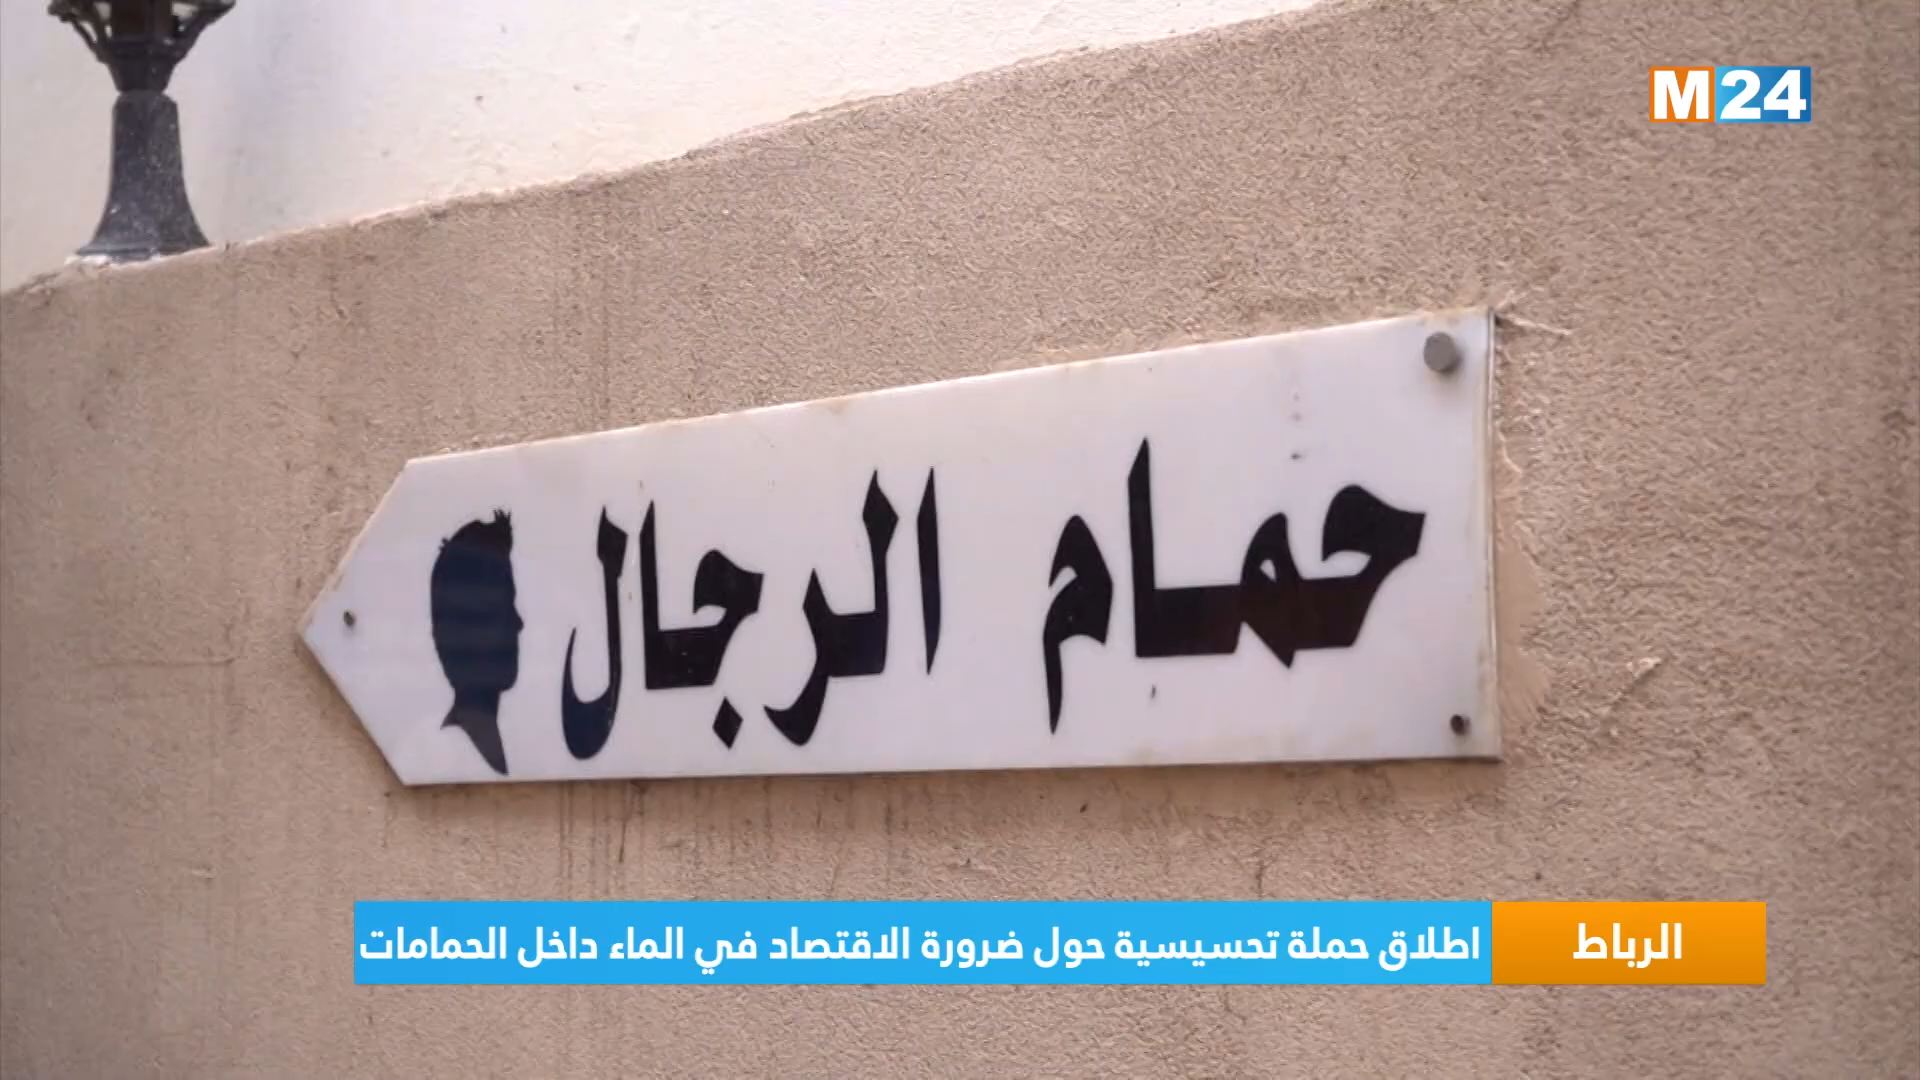 M24
حمام الرجال
الرباط
اطلاق حملة تحسيسية حول ضرورة الاقتصاد في الماء داخل الحمامات